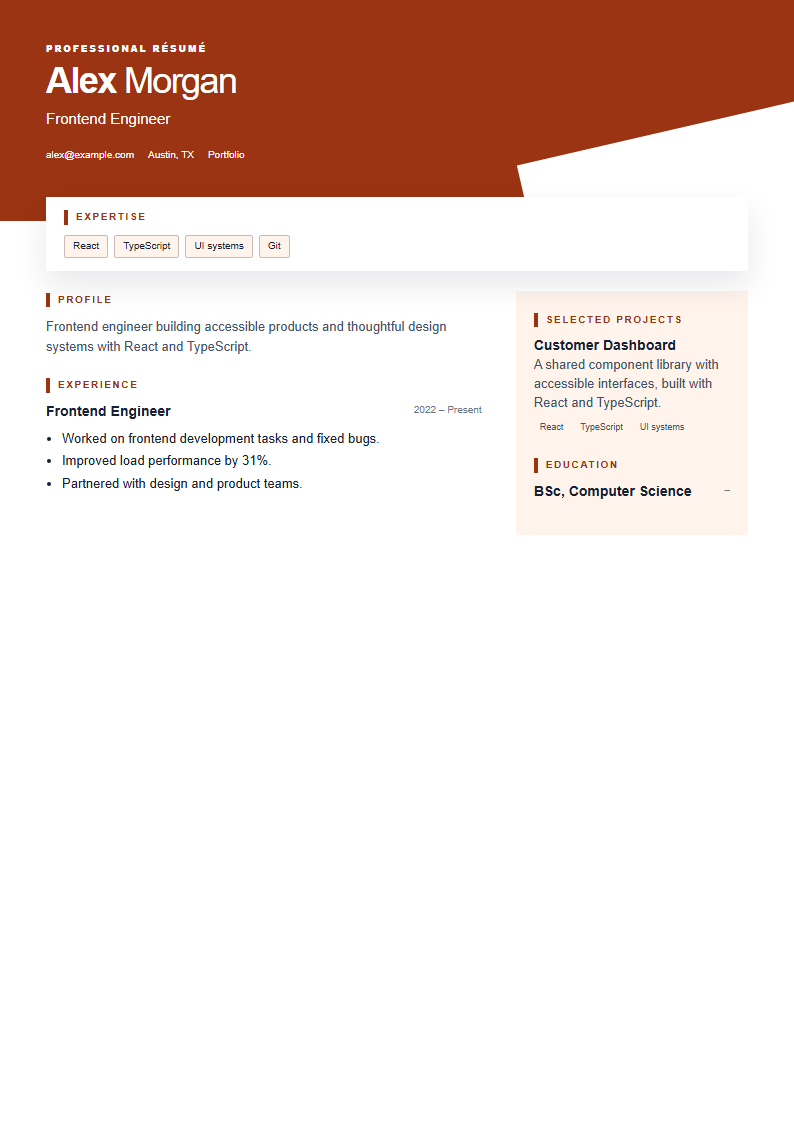 PROFESSIONAL RÉSUMÉ
Alex Morgan
Frontend Engineer
alex@example.com Austin, TX Portfolio
EXPERTISE
React TypeScript UI systems Git
PROFILE
Frontend engineer building accessible products and thoughtful design
systems with React and TypeScript.
EXPERIENCE
Frontend Engineer 2022 – Present
• Worked on frontend development tasks and fixed bugs.
• Improved load performance by 31%.
• Partnered with design and product teams.
SELECTED PROJECTS
Customer Dashboard
A shared component library with
accessible interfaces, built with
React and TypeScript.
React TypeScript UI systems
EDUCATION
BSc, Computer Science –